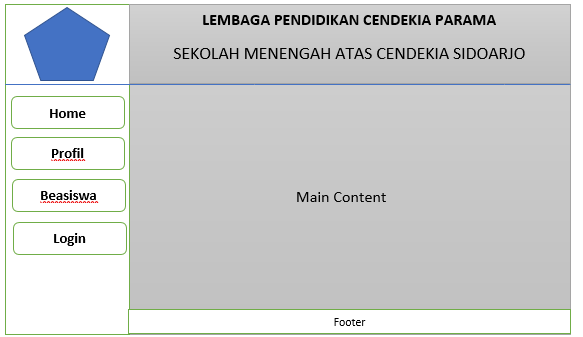 LEMBAGA PENDIDIKAN CENDEKIA PARAMA
SEKOLAH MENENGAH ATAS CENDEKIA SIDOARJO
Home
Profil
Beasiswa
Login
Main Content
Footer